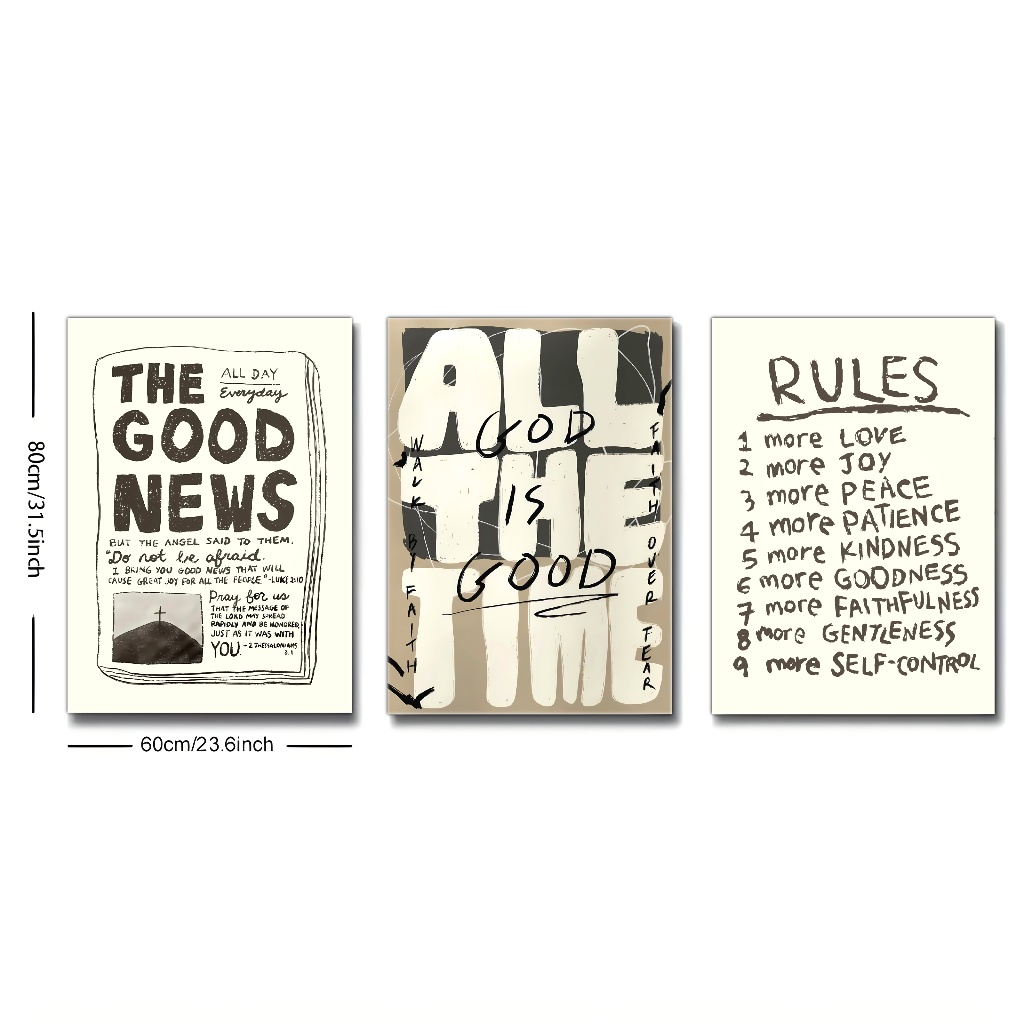 80cm/31.5inch
THE
ALL DAY
Everyday
GOOD
NEWS
BUT THE ANGEL SAID TO THEM,
"Do not be afraid.
I BRING YOU GOOD NEWS THAT WILL
CAUSE GREAT JOY FOR ALL THE PEOPLE"-LUKE 2:10
Pray for us
THAT THE MESSAGE OF
THE LORD MAY SPREAD
RAPIDLY AND BE HONORED,
JUST AS IT WAS WITH
YOU. -2 THESSALONIANS
3:1
60cm/23.6inch
ALL
THE
TIME
GOD
IS
GOOD
WALK BY FAITH
FAITH OVER FEAR
RULES
1 more LOVE
2 more JOY
3 more PEACE
4 more PATIENCE
5 more KINDNESS
6 more GOODNESS
7 more FAITHFULNESS
8 more GENTLENESS
9 more SELF-CONTROL